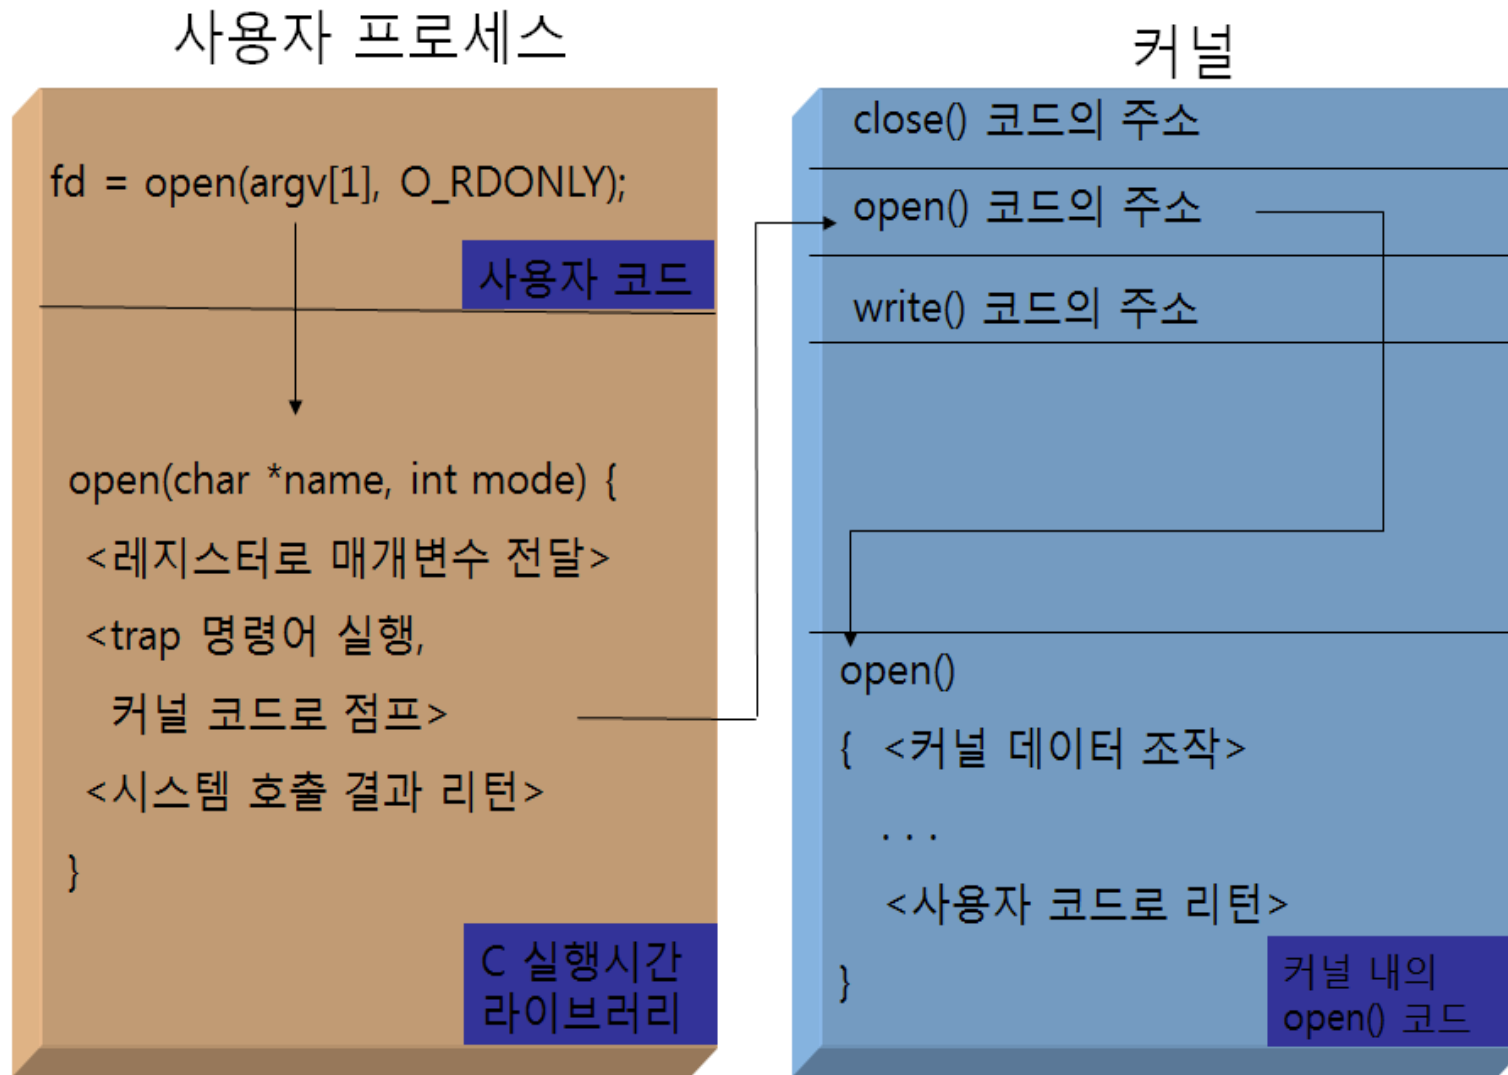 사용자 프로세스
fd = open(argv[1], O_RDONLY);
사용자 코드
open(char *name, int mode) {
<레지스터로 매개변수 전달>
<trap 명령어 실행,
커널 코드로 점프>
<시스템 호출 결과 리턴>
}
C 실행시간
라이브러리
커널
close() 코드의 주소
open() 코드의 주소
write() 코드의 주소
open()
{ <커널 데이터 조작>
. . .
<사용자 코드로 리턴>
}
커널 내의
open() 코드